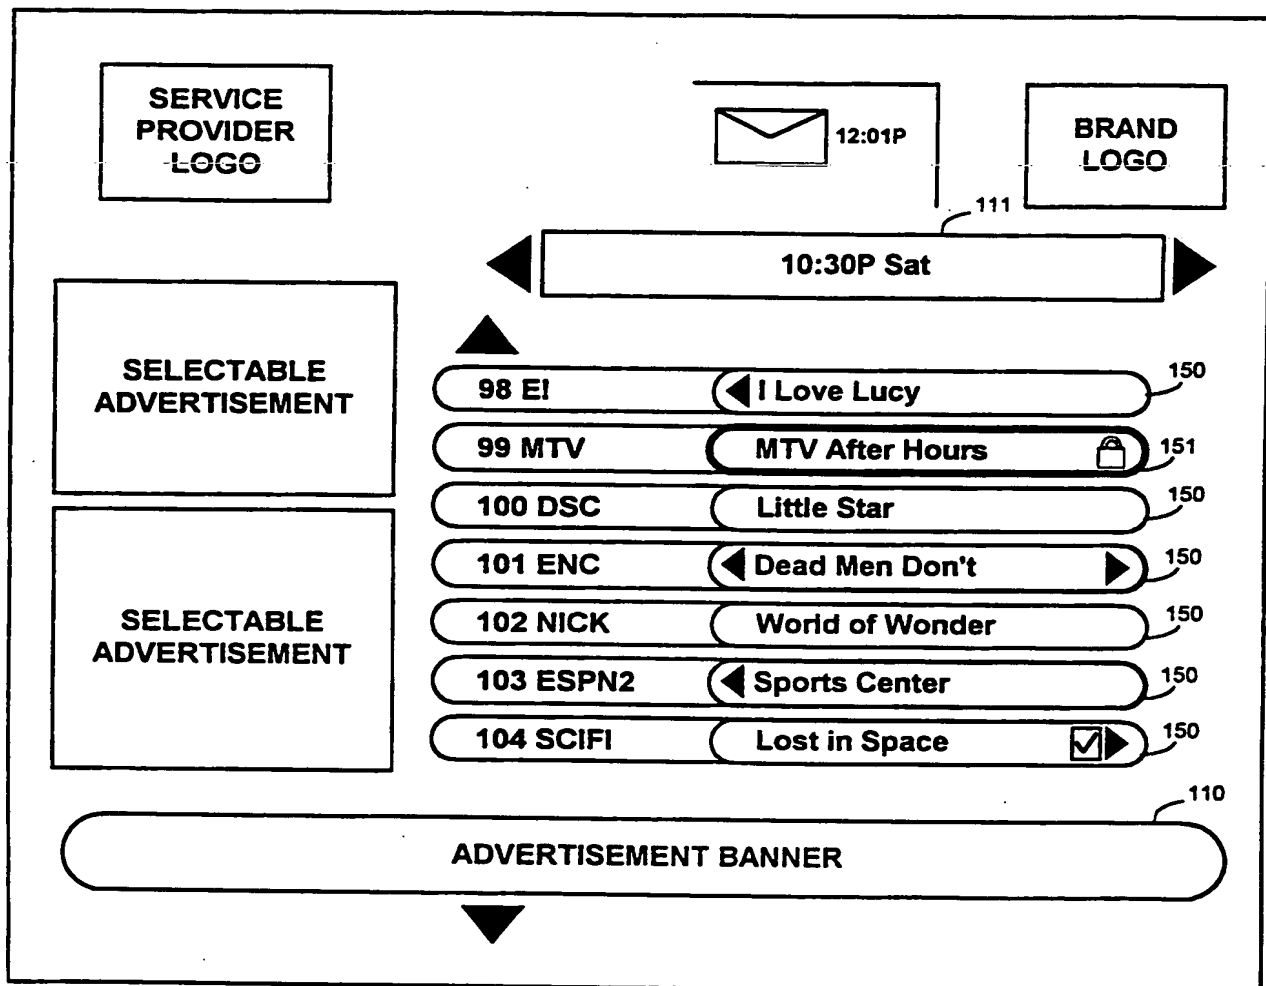 SERVICE
PROVIDER
LOGO
12:01P
BRAND
LOGO
111
10:30P Sat
SELECTABLE
ADVERTISEMENT
98 E!
I Love Lucy
150
99 MTV
MTV After Hours
151
100 DSC
Little Star
150
101 ENC
Dead Men Don't
150
SELECTABLE
ADVERTISEMENT
102 NICK
World of Wonder
150
103 ESPN2
Sports Center
150
104 SCIFI
Lost in Space
150
110
ADVERTISEMENT BANNER